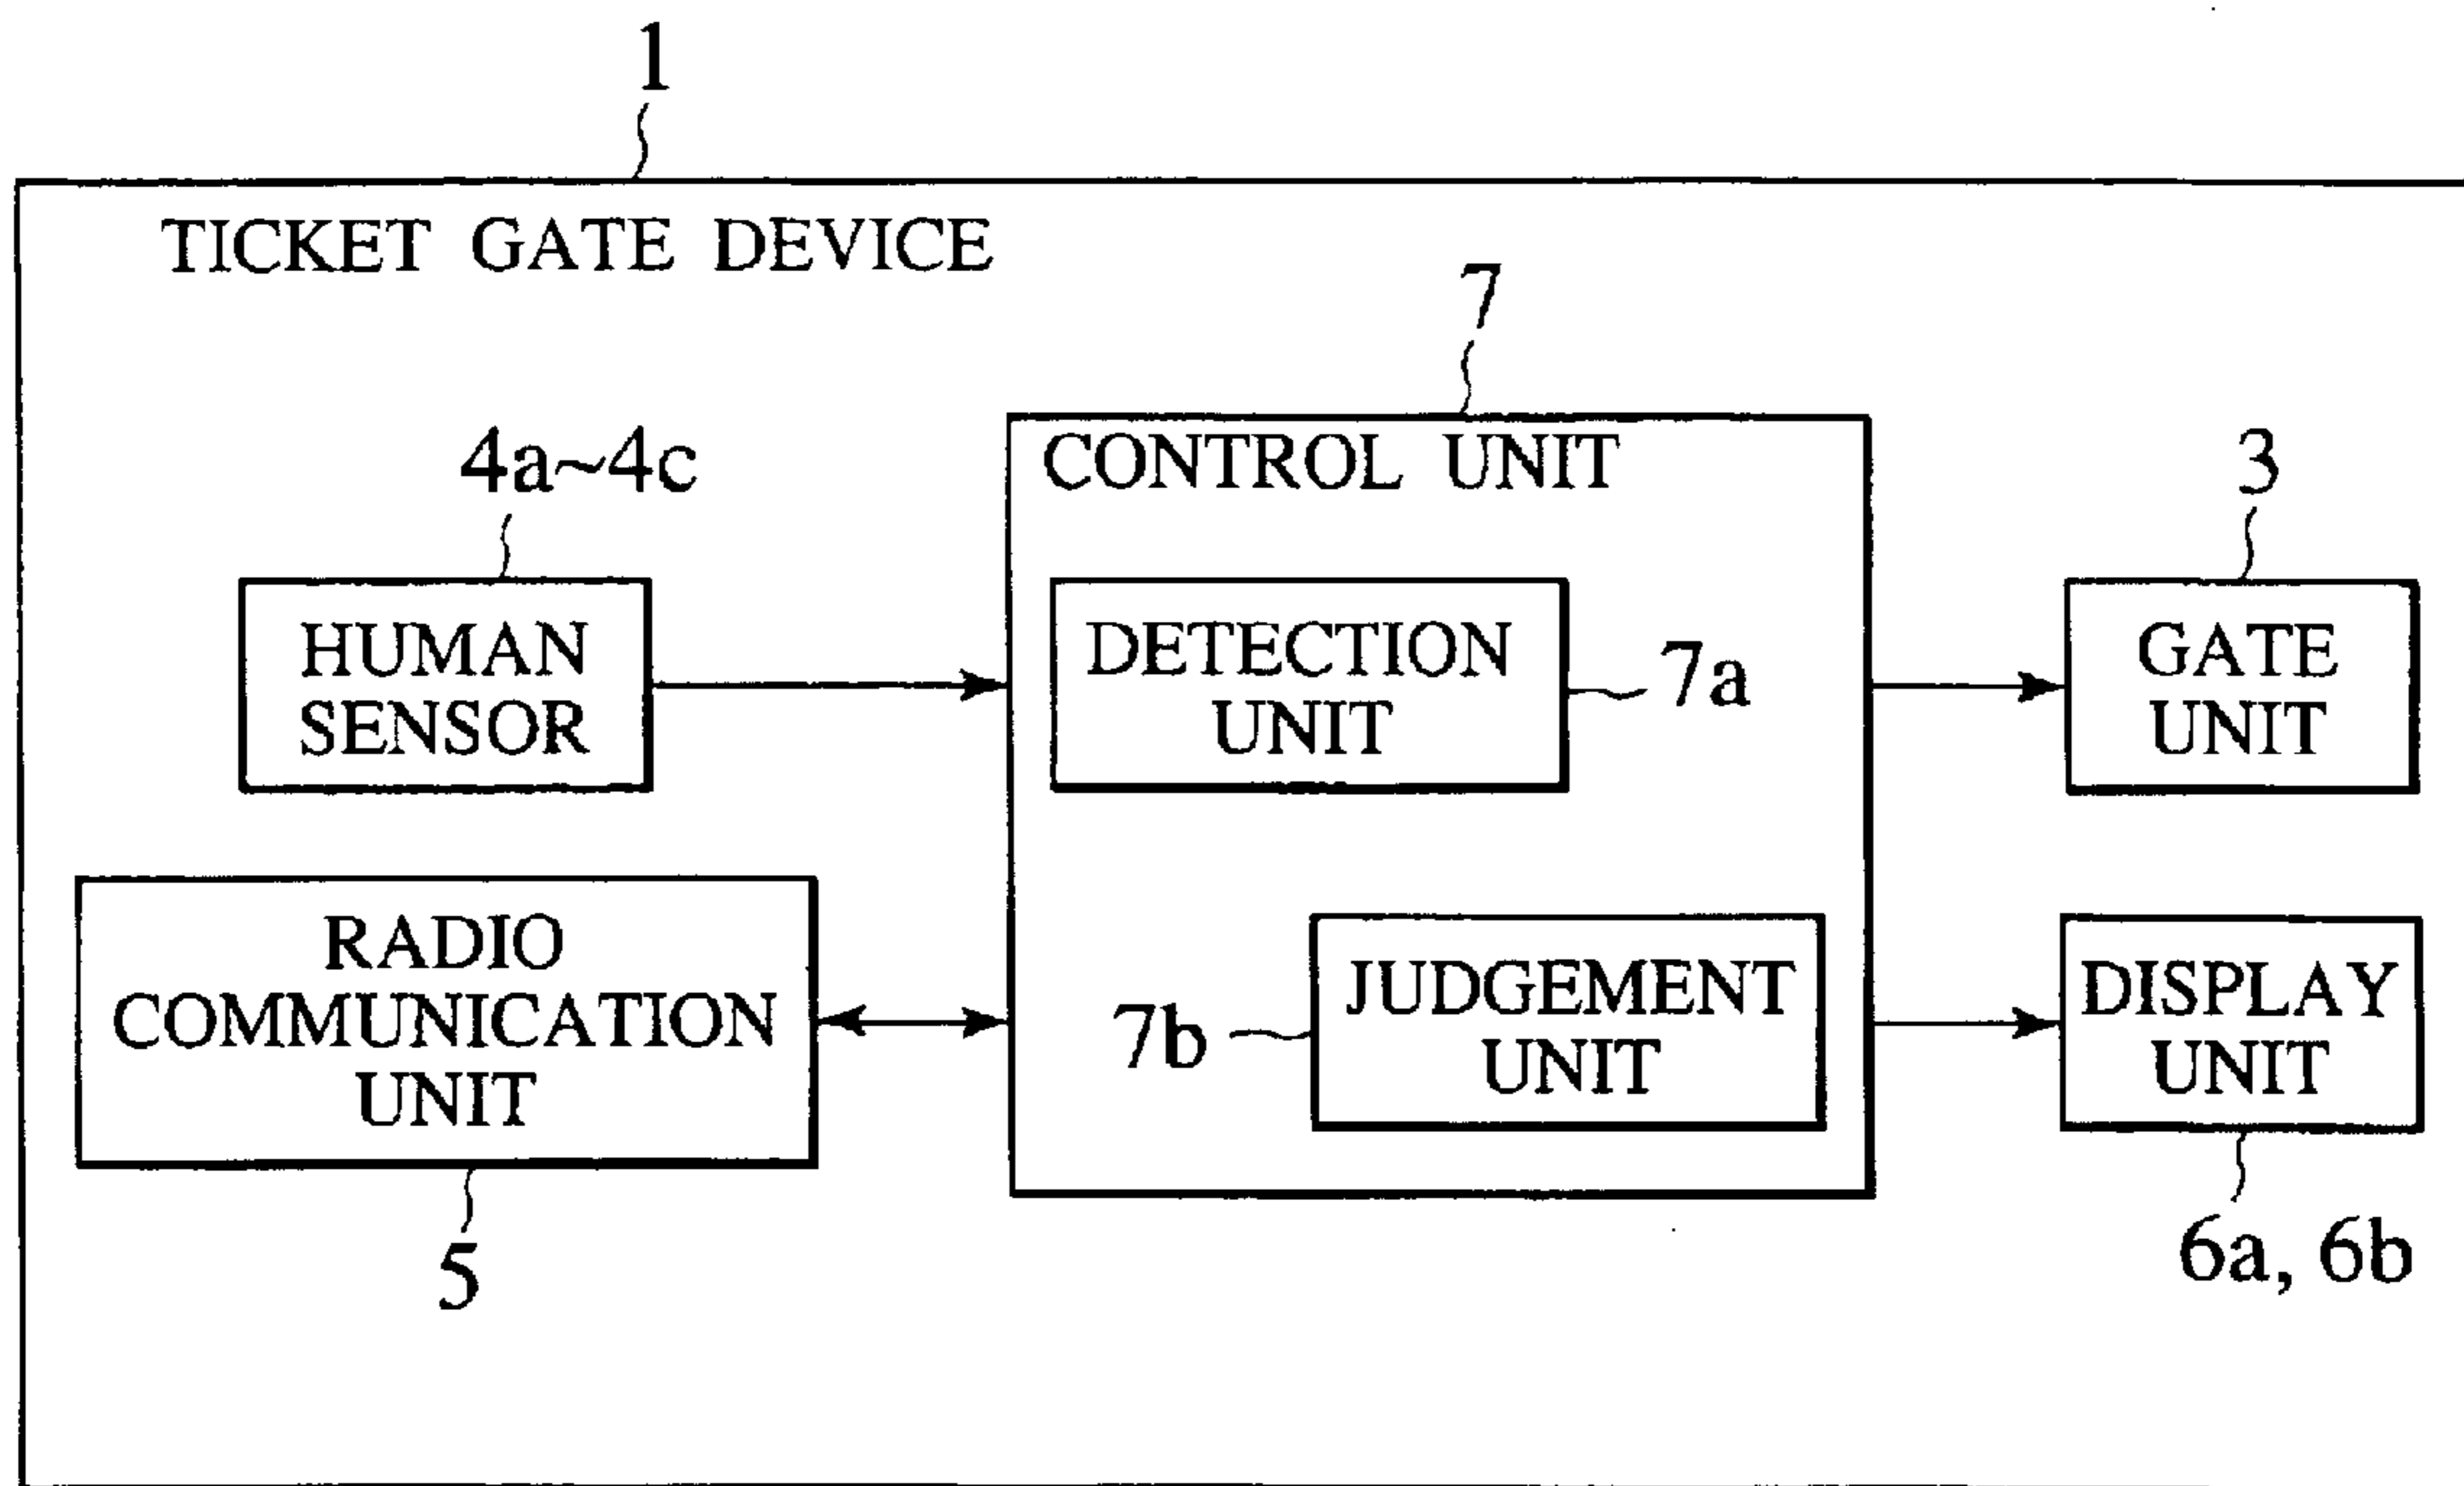 1
TICKET GATE DEVICE
7
4a~4c
CONTROL UNIT
3
HUMAN
SENSOR
DETECTION
UNIT
7a
GATE
UNIT
RADIO
COMMUNICATION
UNIT
7b
JUDGEMENT
UNIT
DISPLAY
UNIT
5
6a, 6b